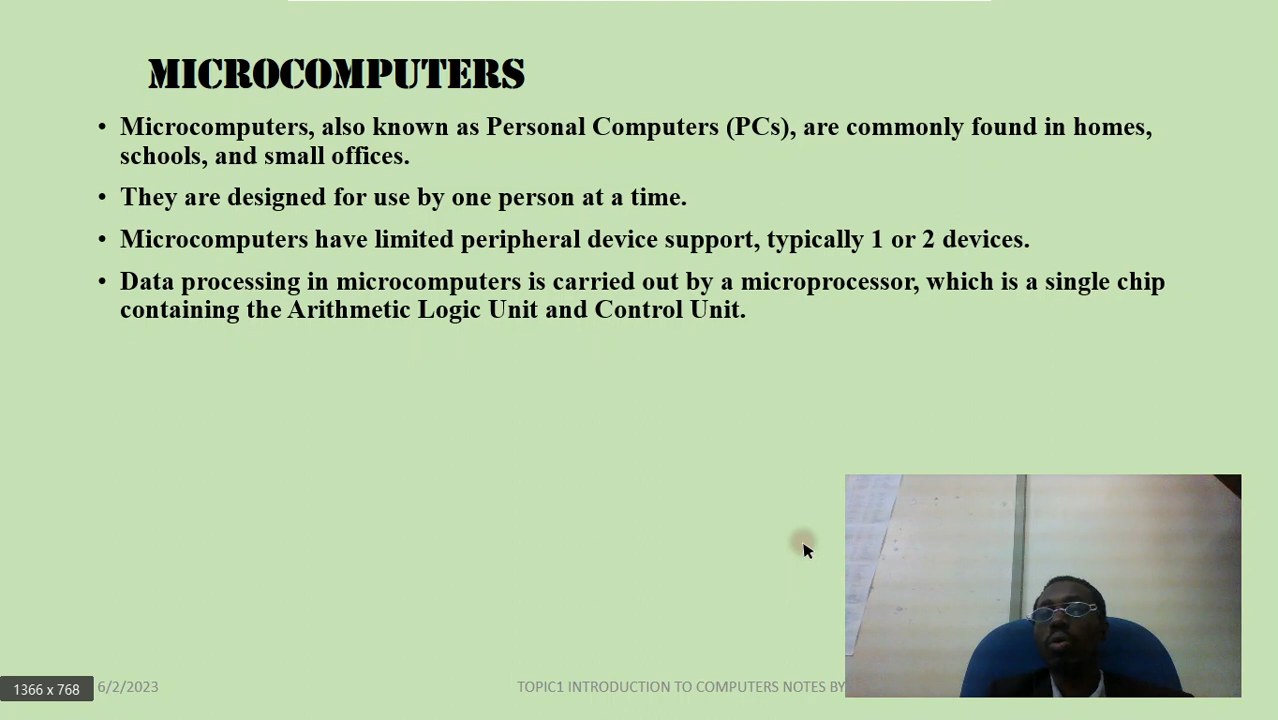 MICROCOMPUTERS
• Microcomputers, also known as Personal Computers (PCs), are commonly found in homes,
schools, and small offices.
• They are designed for use by one person at a time.
• Microcomputers have limited peripheral device support, typically 1 or 2 devices.
• Data processing in microcomputers is carried out by a microprocessor, which is a single chip
containing the Arithmetic Logic Unit and Control Unit.
1366 x 768
6/2/2023
TOPIC1 INTRODUCTION TO COMPUTERS NOTES BY